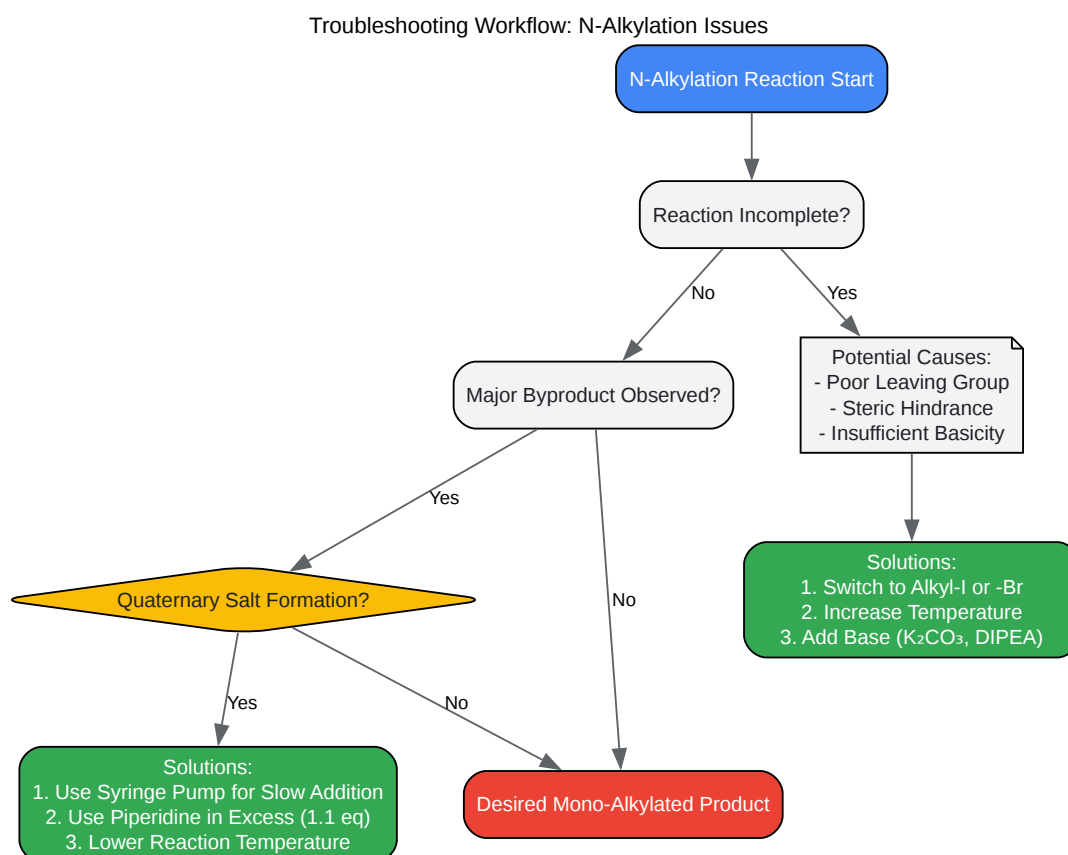 Troubleshooting Workflow: N-Alkylation Issues
N-Alkylation Reaction Start
Reaction Incomplete?
No
Yes
Major Byproduct Observed?
Potential Causes:
- Poor Leaving Group
- Steric Hindrance
- Insufficient Basicity
Yes
No
Quaternary Salt Formation?
Solutions:
1. Switch to Alkyl-I or -Br
2. Increase Temperature
3. Add Base (K₂CO₃, DIPEA)
Yes
No
Solutions:
1. Use Syringe Pump for Slow Addition
2. Use Piperidine in Excess (1.1 eq)
3. Lower Reaction Temperature
Desired Mono-Alkylated Product